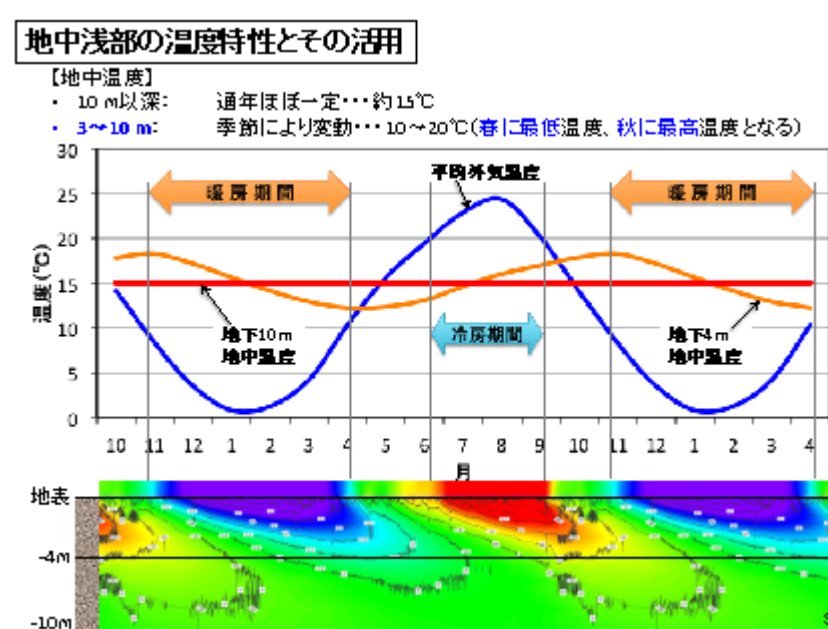 地中浅部の温度特性とその活用
【地中温度】
・ 10 m以深: 通年ほぼ一定・・・約15℃
・ 3~10 m: 季節により変動・・・10~20℃(春に最低温度、秋に最高温度となる)
30
25
20
15
10
5
0
温度(℃)
暖房期間
平均外気温度
暖房期間
地下10m
地中温度
冷房期間
地下4m
地中温度
10 11 12 1 2 3 4 5 6 7 8 9 10 11 12 1 2 3 4
月
地表
-4m
-10m